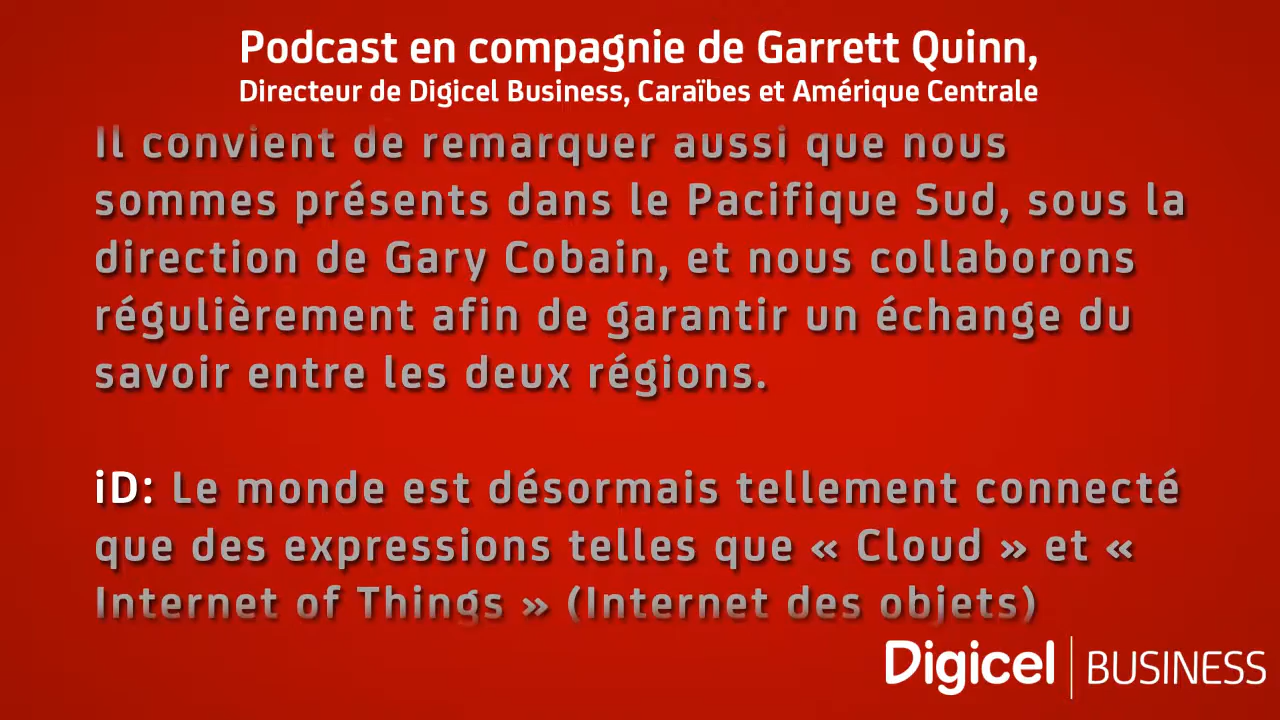 Podcast en compagnie de Garrett Quinn,
Directeur de Digicel Business, Caraïbes et Amérique Centrale
Il convient de remarquer aussi que nous
sommes présents dans le Pacifique Sud, sous la
direction de Gary Cobain, et nous collaborons
régulièrement afin de garantir un échange du
savoir entre les deux régions.
iD: Le monde est désormais tellement connecté
que des expressions telles que « Cloud » et «
Internet of Things » (Internet des objets)
Digicel | BUSINESS